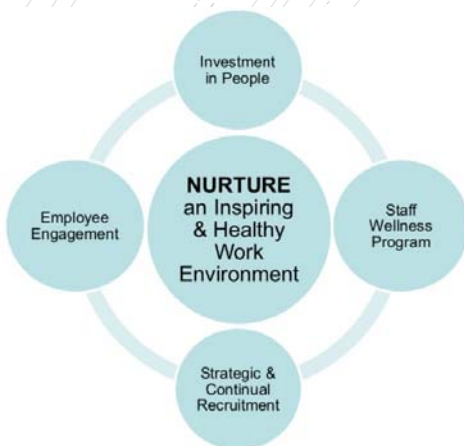 Investment
in People
NURTURE
an Inspiring
& Healthy
Work
Environment
Employee
Engagement
Staff
Wellness
Program
Strategic &
Continual
Recruitment